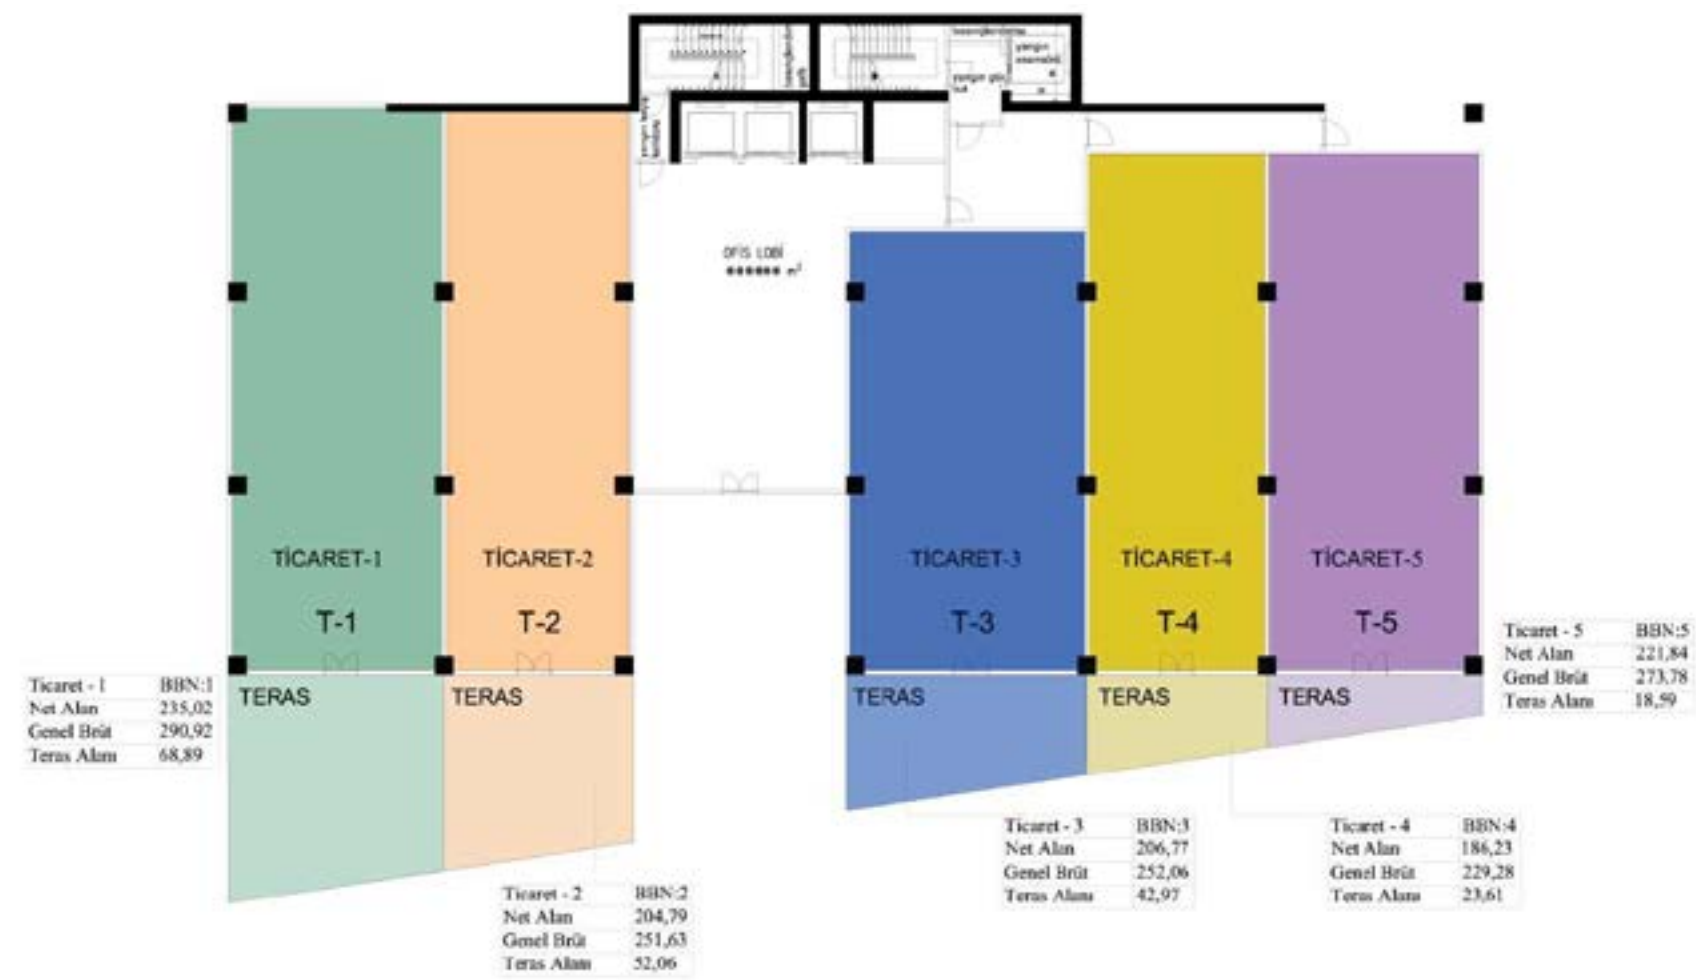 yangın
OFİS LOBİ
m²
TİCARET-1
TİCARET-2
TİCARET-3
TİCARET-4
TİCARET-5
T-1
T-2
T-3
T-4
T-5
TERAS
TERAS
TERAS
TERAS
TERAS
Ticaret - 1 BBN:1
Net Alan 235,02
Genel Brüt 290,92
Teras Alanı 68,89
Ticaret - 2 BBN:2
Net Alan 204,79
Genel Brüt 251,63
Teras Alanı 52,06
Ticaret - 3 BBN:3
Net Alan 206,77
Genel Brüt 252,06
Teras Alanı 42,97
Ticaret - 4 BBN:4
Net Alan 186,23
Genel Brüt 229,28
Teras Alanı 23,61
Ticaret - 5 BBN:5
Net Alan 221,84
Genel Brüt 273,78
Teras Alanı 18,59